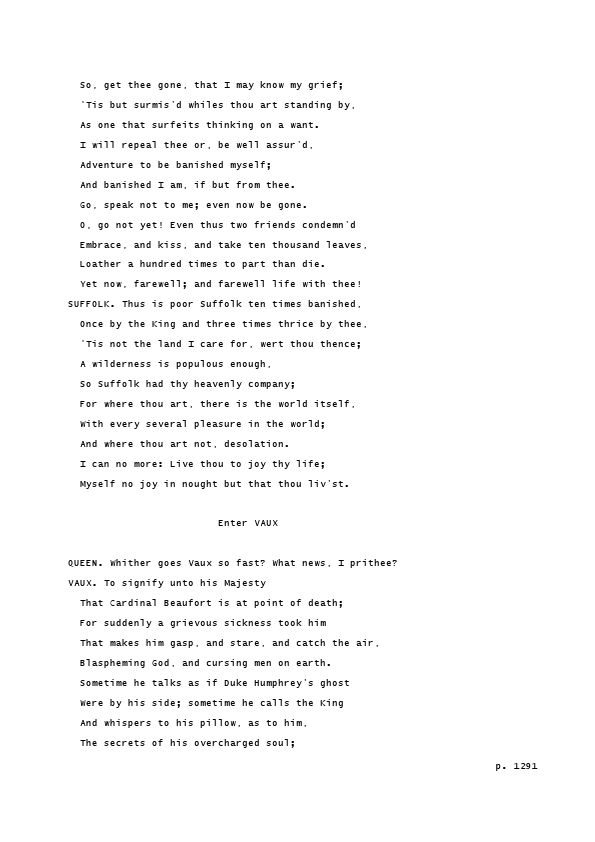 So, get thee gone, that I may know my grief;
'Tis but surmis'd whiles thou art standing by,
As one that surfeits thinking on a want.
I will repeal thee or, be well assur'd,
Adventure to be banished myself;
And banished I am, if but from thee.
Go, speak not to me; even now be gone.
O, go not yet! Even thus two friends condemn'd
Embrace, and kiss, and take ten thousand leaves,
Loather a hundred times to part than die.
Yet now, farewell; and farewell life with thee!
SUFFOLK. Thus is poor Suffolk ten times banished,
Once by the King and three times thrice by thee,
'Tis not the land I care for, wert thou thence;
A wilderness is populous enough,
So Suffolk had thy heavenly company;
For where thou art, there is the world itself,
With every several pleasure in the world;
And where thou art not, desolation.
I can no more: Live thou to joy thy life;
Myself no joy in nought but that thou liv'st.
Enter VAUX
QUEEN. Whither goes Vaux so fast? What news, I prithee?
VAUX. To signify unto his Majesty
That Cardinal Beaufort is at point of death;
For suddenly a grievous sickness took him
That makes him gasp, and stare, and catch the air,
Blaspheming God, and cursing men on earth.
Sometime he talks as if Duke Humphrey's ghost
Were by his side; sometime he calls the King
And whispers to his pillow, as to him,
The secrets of his overcharged soul;
p. 1291